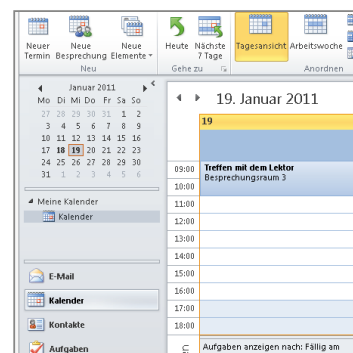 Neuer Neue Neue Heute Nächste Tagesansicht Arbeitswoche
Termin Besprechung Elemente 7 Tage
Neu Gehe zu Anordnen
Januar 2011
Mo Di Mi Do Fr Sa So
27 28 29 30 31 1 2
3 4 5 6 7 8 9
10 11 12 13 14 15 16
17 18 19 20 21 22 23
24 25 26 27 28 29 30
31 1 2 3 4 5 6
Meine Kalender
Kalender
E-Mail
Kalender
Kontakte
Aufgaben
19. Januar 2011
19
09:00 Treffen mit dem Lektor
Besprechungsraum 3
10:00
11:00
12:00
13:00
14:00
15:00
16:00
17:00
18:00
Aufgaben anzeigen nach: Fällig am